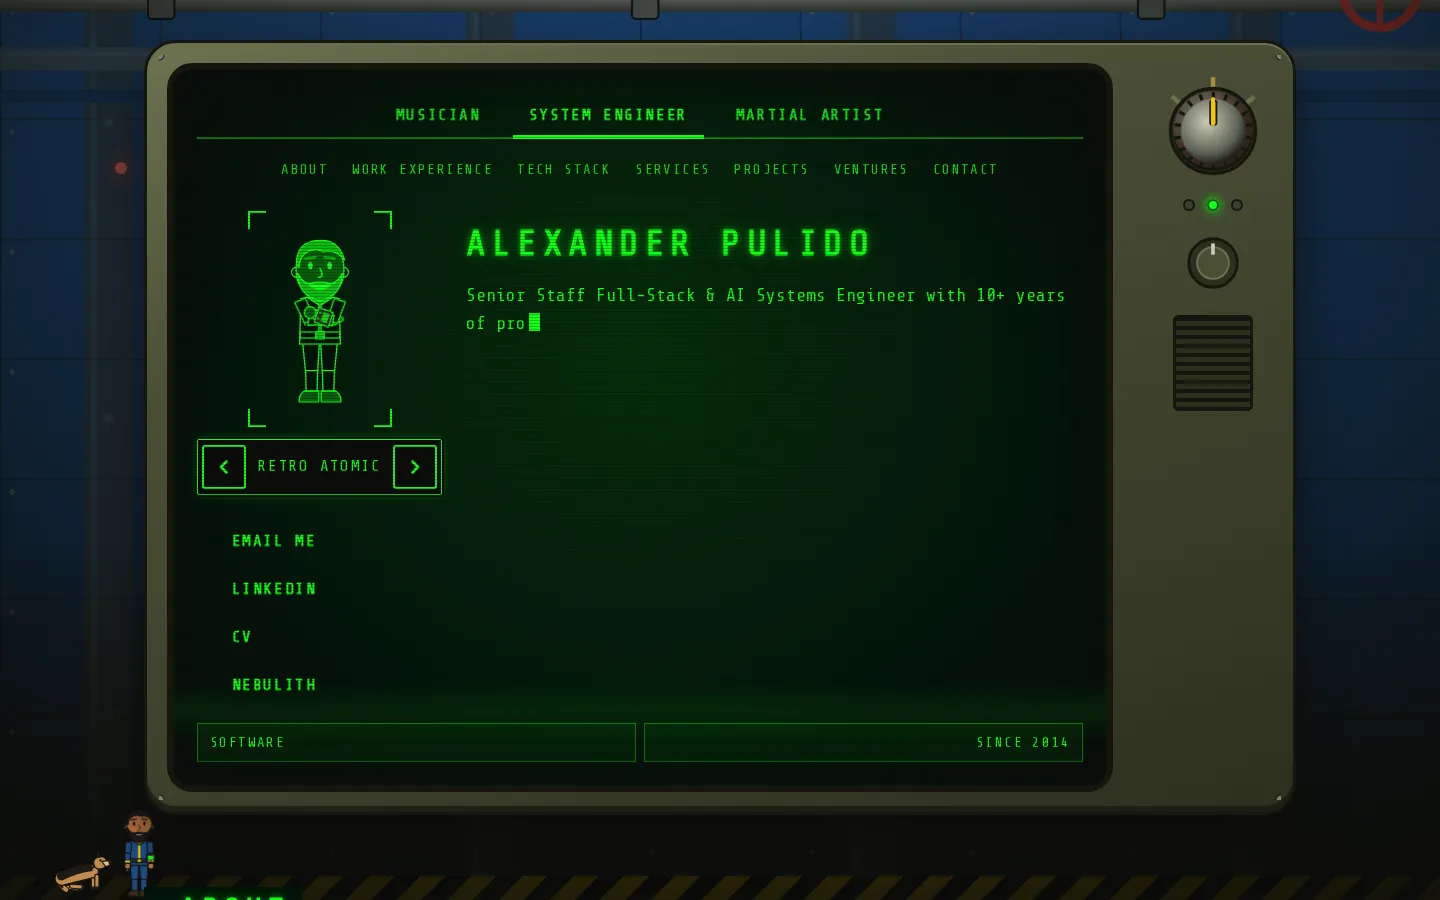 MUSICIAN SYSTEM ENGINEER MARTIAL ARTIST
ABOUT WORK EXPERIENCE TECH STACK SERVICES PROJECTS VENTURES CONTACT
ALEXANDER PULIDO
Senior Staff Full-Stack & AI Systems Engineer with 10+ years
of pro
RETRO ATOMIC
EMAIL ME
LINKEDIN
CV
NEBULITH
SOFTWARE SINCE 2014
ABOUT